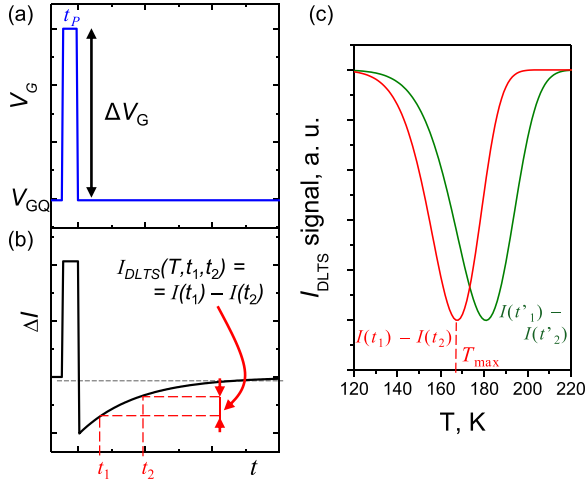 (a)
t_P
V_G
ΔV_G
V_GQ
(b)
I_DLTS(T,t_1,t_2) =
= I(t_1) − I(t_2)
ΔI
t_1
t_2
t
(c)
I_DLTS signal, a. u.
I(t_1) − I(t_2)
I(t'_1) −
I(t'_2)
T_max
120 140 160 180 200 220
T, K